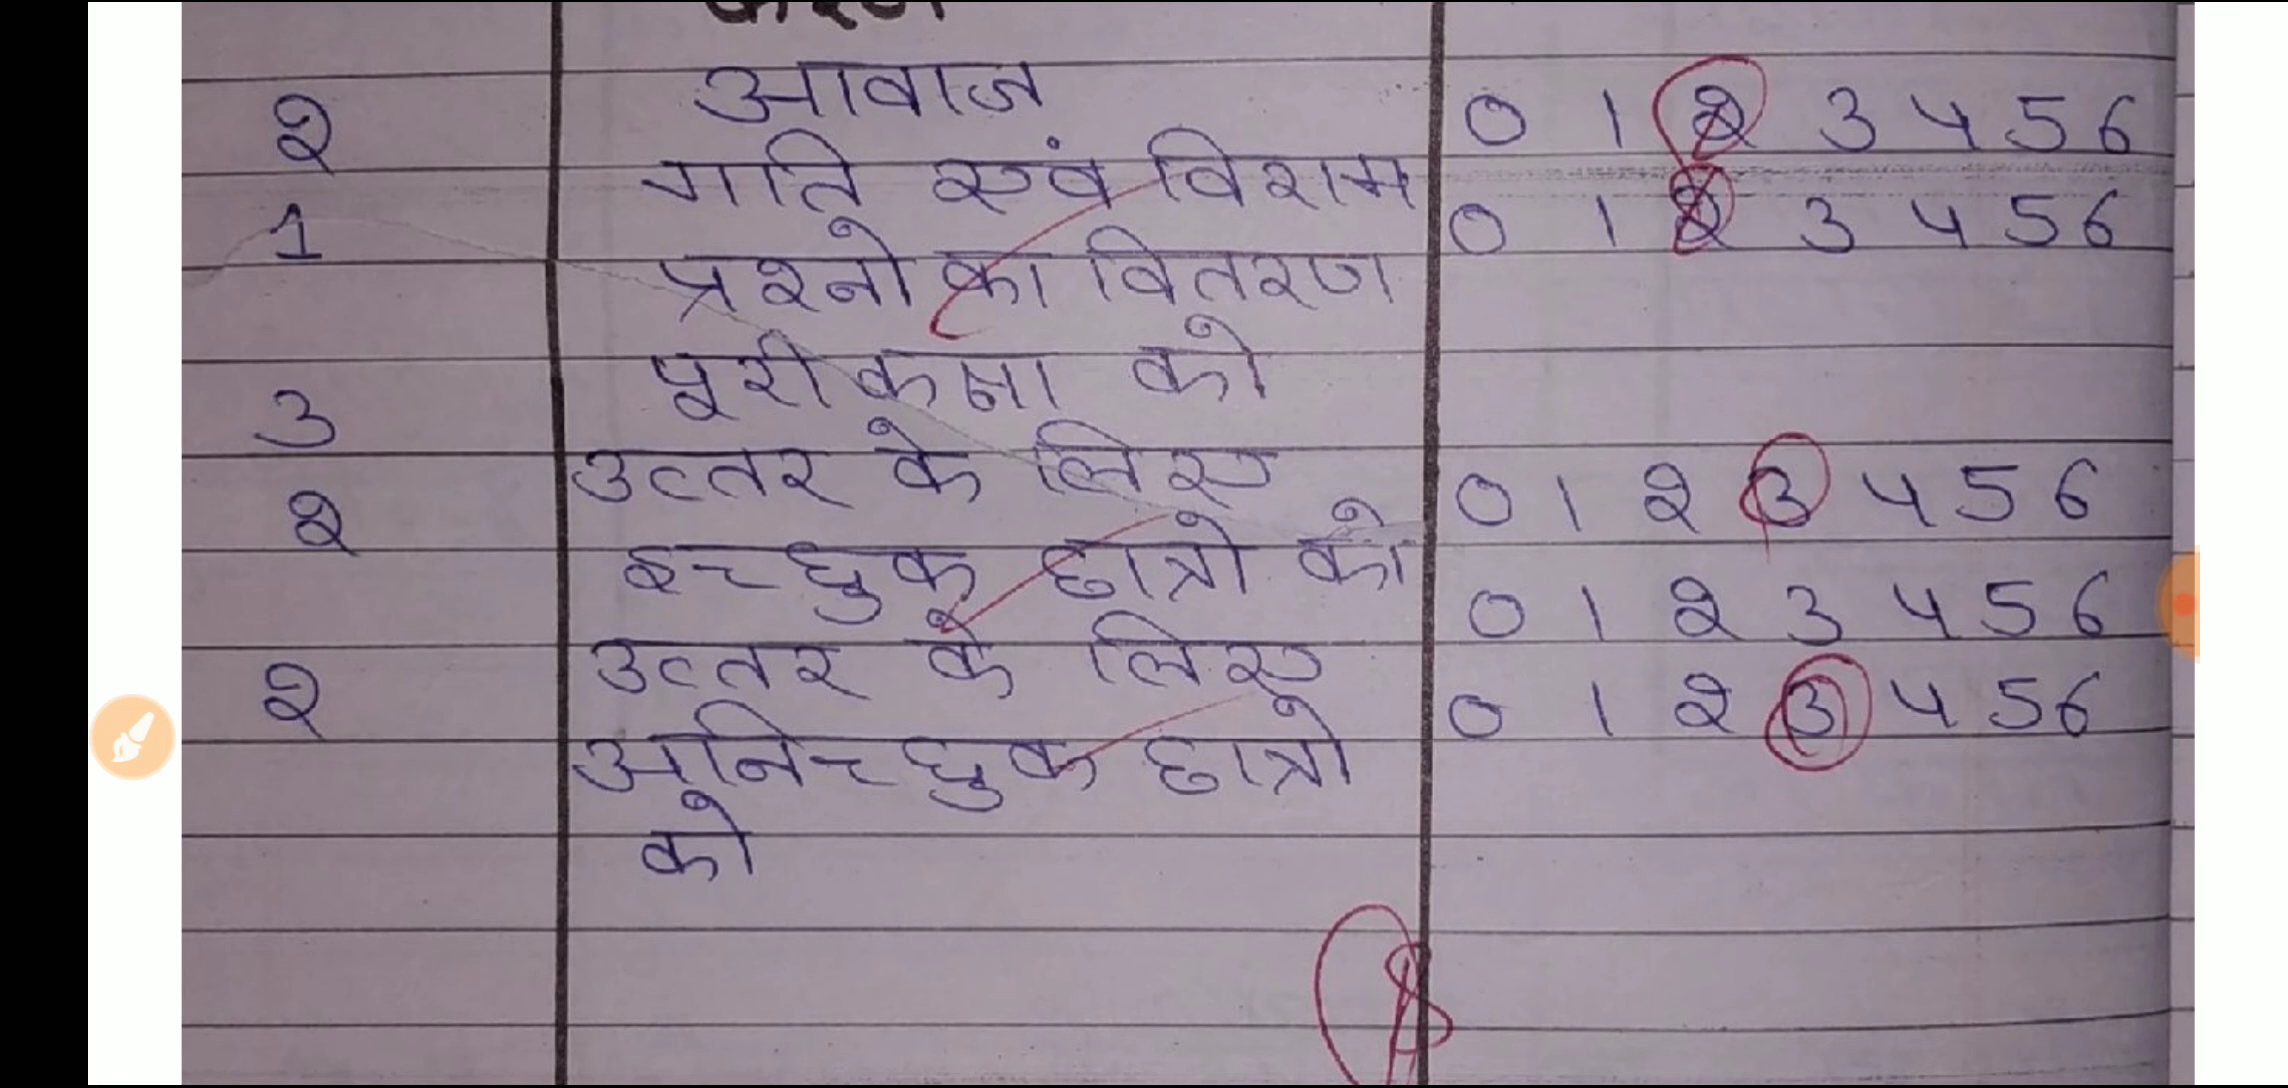 आवाज
2 0 1 2 3 4 5 6
गति एवं विराम
1 0 1 2 3 4 5 6
प्रश्नो का वितरण
पूरी कक्षा को
3
उत्तर के लिए 0 1 2 3 4 5 6
2
इच्छुक छात्रो को
0 1 2 3 4 5 6
उत्तर के लिए
2 0 1 2 3 4 5 6
अनिच्छुक छात्रो
को